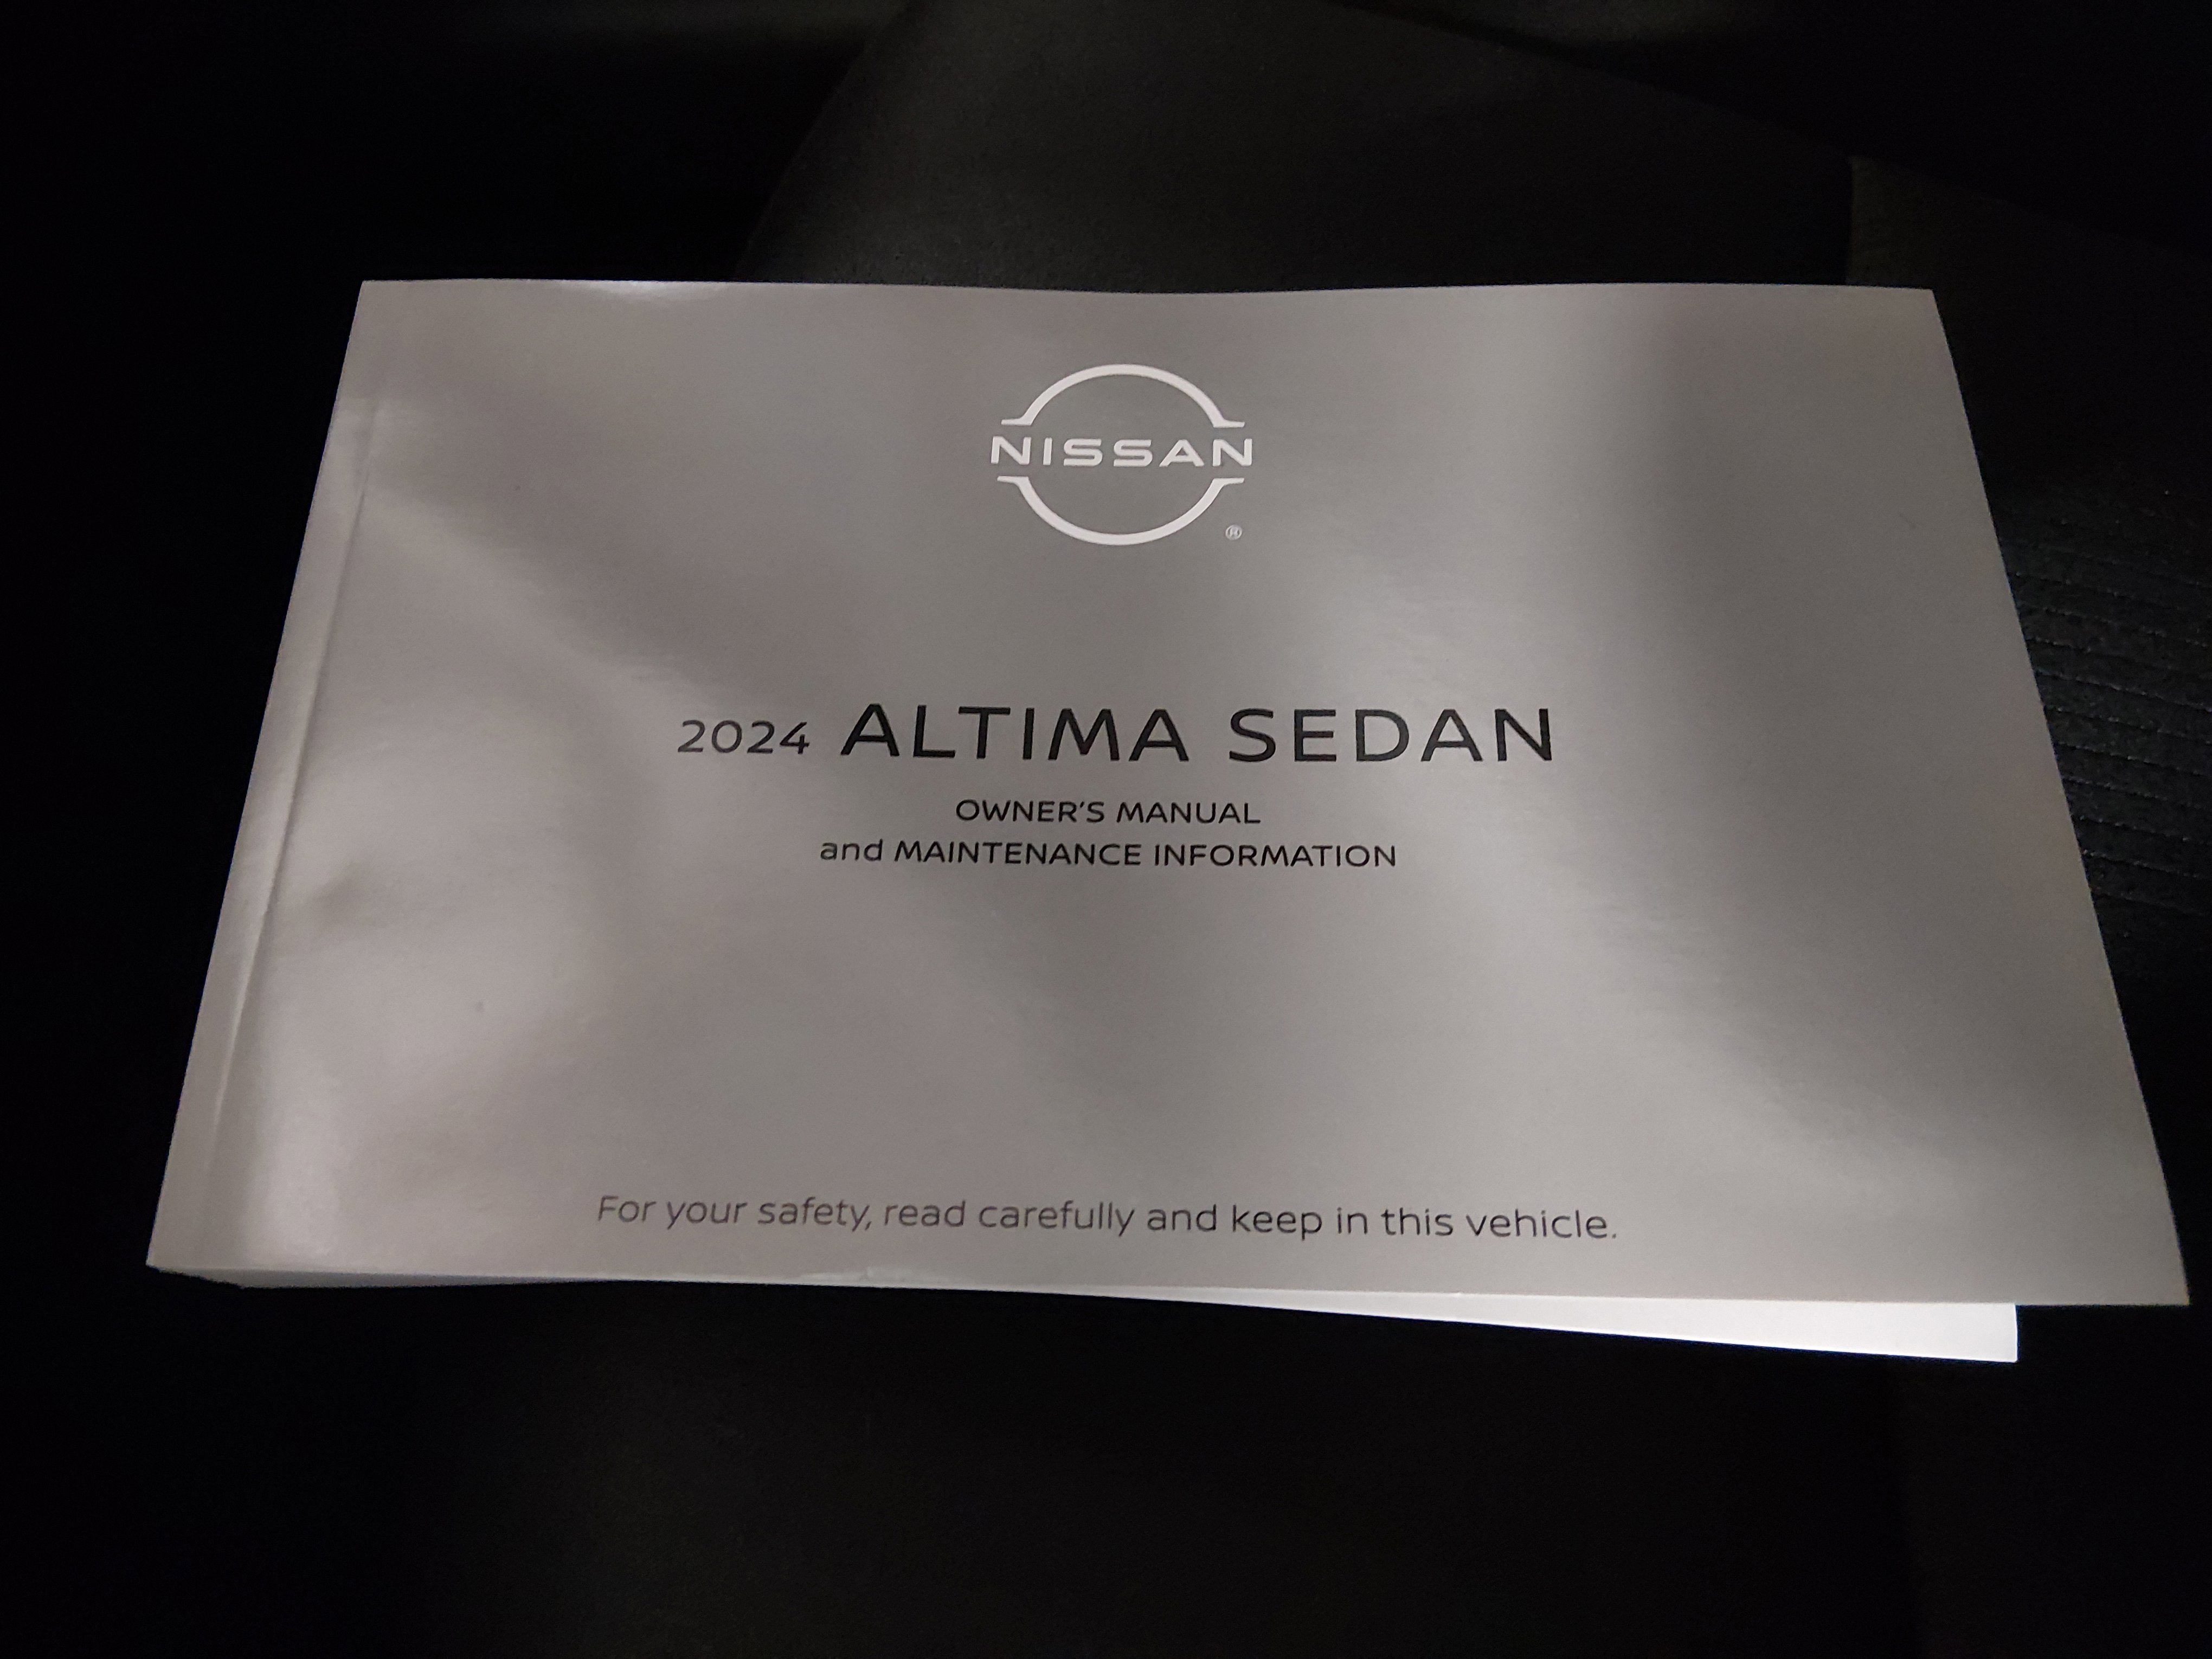 NISSAN
®
2024 ALTIMA SEDAN
OWNER'S MANUAL
and MAINTENANCE INFORMATION
For your safety, read carefully and keep in this vehicle.